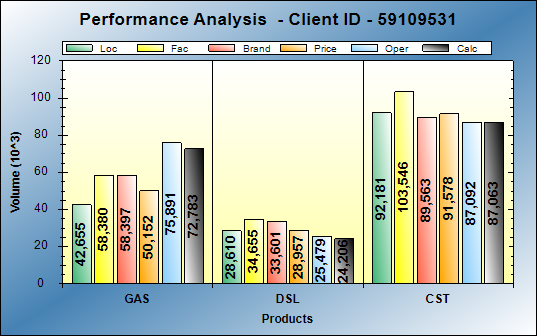 Performance Analysis - Client ID - 59109531
Loc Fac Brand Price Oper Calc
Volume (10^3)
120
100
80
60
40
20
0
42,655 58,380 58,397 50,152 75,891 72,783
28,610 34,655 33,601 28,957 25,479 24,206
92,181 103,546 89,563 91,578 87,092 87,063
GAS DSL CST
Products